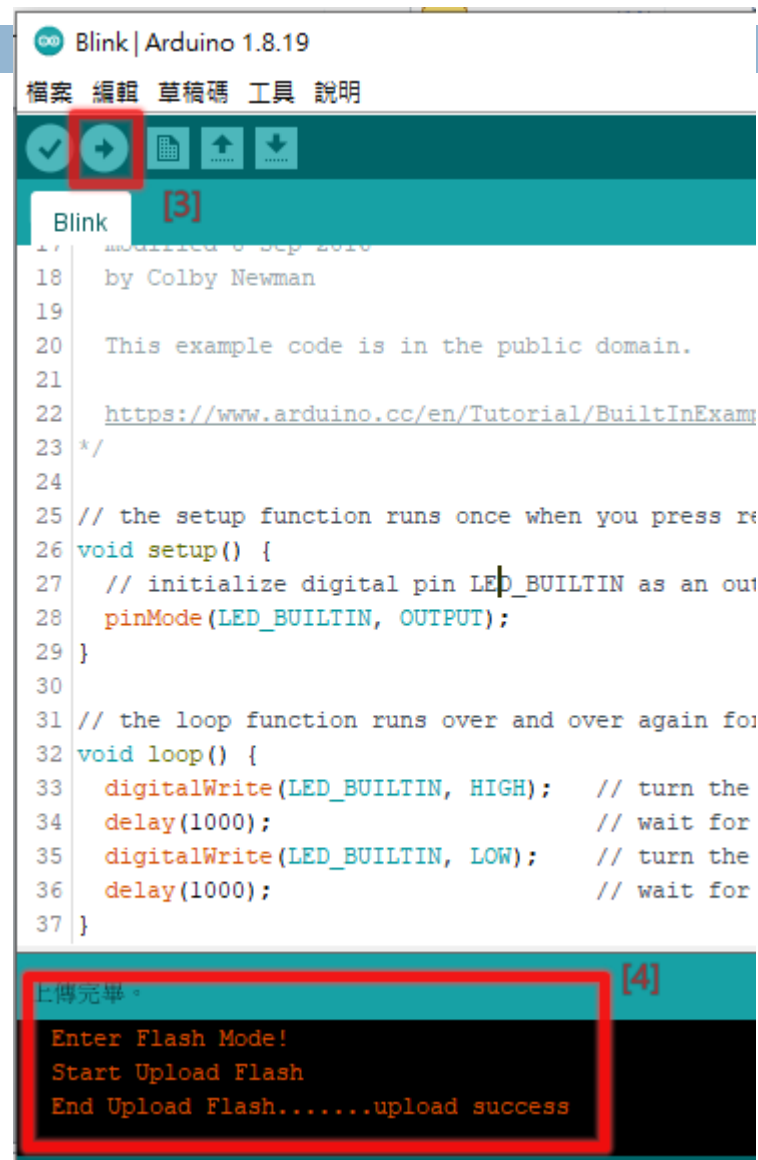 Blink | Arduino 1.8.19
檔案 編輯 草稿碼 工具 說明
[3]
Blink
17 modified 8 Sep 2016
18 by Colby Newman
19
20 This example code is in the public domain.
21
22 https://www.arduino.cc/en/Tutorial/BuiltInExamp
23 */
24
25 // the setup function runs once when you press re
26 void setup() {
27 // initialize digital pin LED_BUILTIN as an out
28 pinMode(LED_BUILTIN, OUTPUT);
29 }
30
31 // the loop function runs over and over again for
32 void loop() {
33 digitalWrite(LED_BUILTIN, HIGH); // turn the
34 delay(1000); // wait for
35 digitalWrite(LED_BUILTIN, LOW); // turn the
36 delay(1000); // wait for
37 }
[4]
上傳完畢。
Enter Flash Mode!
Start Upload Flash
End Upload Flash.......upload success